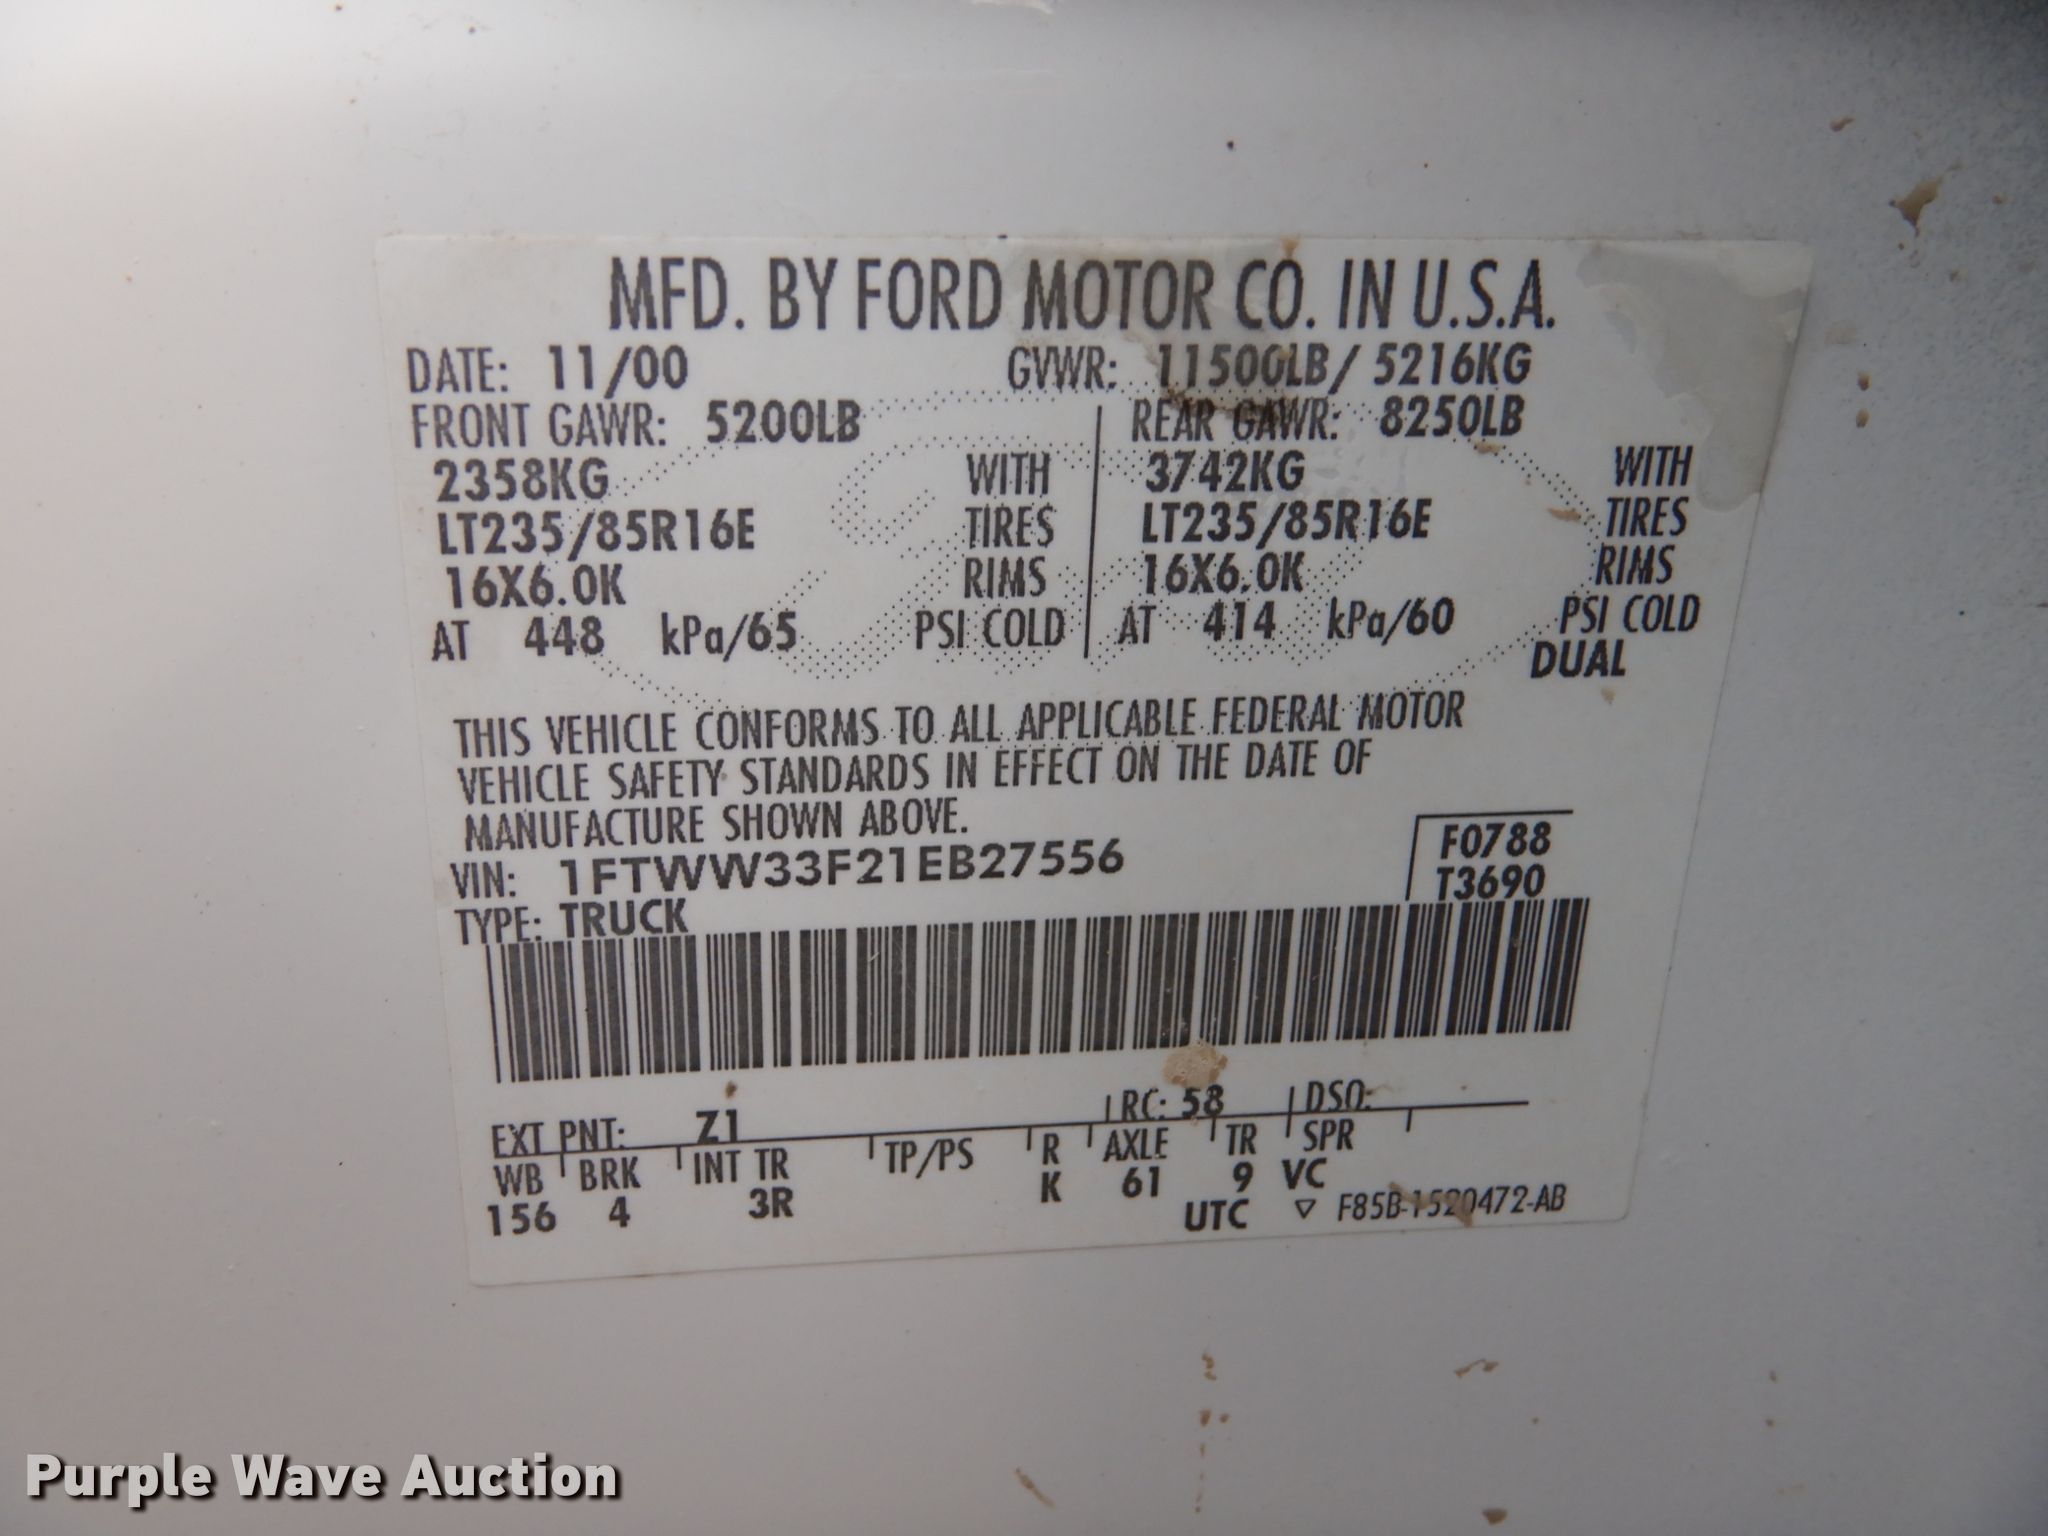 MFD. BY FORD MOTOR CO. IN U.S.A.
DATE: 11/00 GVWR: 11500LB/ 5216KG
FRONT GAWR: 5200LB REAR GAWR: 8250LB
2358KG WITH 3742KG WITH
LT235/85R16E TIRES LT235/85R16E TIRES
16X6.0K RIMS 16X6.0K RIMS
AT 448 kPa/65 PSI COLD AT 414 kPa/60 PSI COLD
DUAL
THIS VEHICLE CONFORMS TO ALL APPLICABLE FEDERAL MOTOR
VEHICLE SAFETY STANDARDS IN EFFECT ON THE DATE OF
MANUFACTURE SHOWN ABOVE.
VIN: 1FTWW33F21EB27556 F0788
TYPE: TRUCK T3690
EXT PNT: Z1 RC: 58 DSO:
WB BRK INT TR TP/PS R AXLE TR SPR
156 4 3R K 61 9 VC
UTC ▽ F85B-1520472-AB
Purple Wave Auction